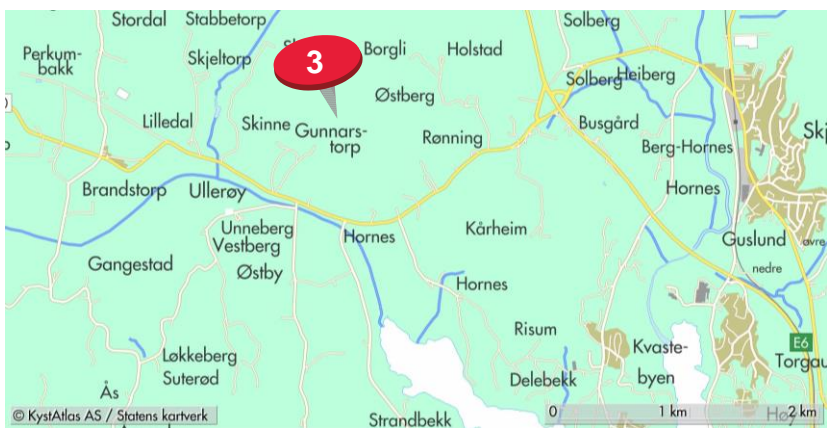 Stordal
Stabbetorp
Solberg
Perkum-
bakk
Skjeltorp
3
Borgli
Holstad
Østberg
Solberg
Heiberg
Lilledal
Skinne
Gunnars-
torp
Rønning
Busgård
Berg-Hornes
Brandstorp
Ullerøy
Hornes
Unneberg
Vestberg
Hornes
Kårheim
Guslund
øvre
nedre
Gangestad
Østby
Hornes
Risum
E6
Løkkeberg
Suterød
Kvaste-
byen
Torgau
Ås
Delebekk
© KystAtlas AS / Statens kartverk
Strandbekk
0 1 km 2 km